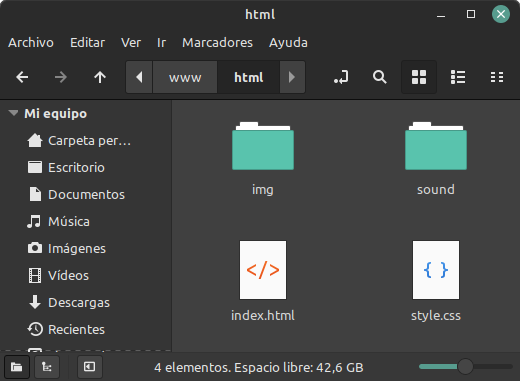 html
Archivo Editar Ver Ir Marcadores Ayuda
www html
Mi equipo
Carpeta per…
Escritorio
Documentos
Música
Imágenes
Vídeos
Descargas
Recientes
img sound
</> { }
index.html style.css
4 elementos. Espacio libre: 42,6 GB